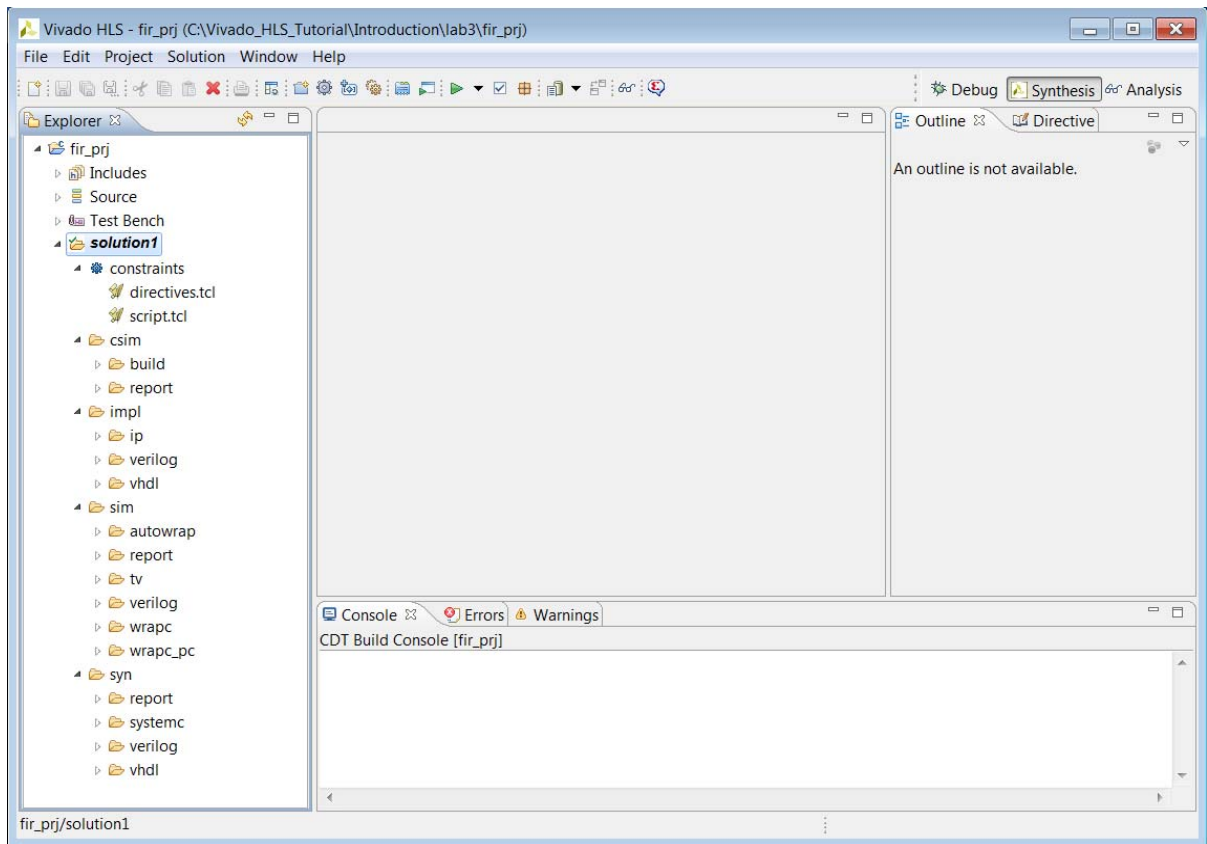 Vivado HLS - fir_prj (C:\Vivado_HLS_Tutorial\Introduction\lab3\fir_prj)
File Edit Project Solution Window Help
Debug Synthesis Analysis
Explorer
fir_prj
Includes
Source
Test Bench
solution1
constraints
directives.tcl
script.tcl
csim
build
report
impl
ip
verilog
vhdl
sim
autowrap
report
tv
verilog
wrapc
wrapc_pc
syn
report
systemc
verilog
vhdl
Outline Directive
An outline is not available.
Console Errors Warnings
CDT Build Console [fir_prj]
fir_prj/solution1